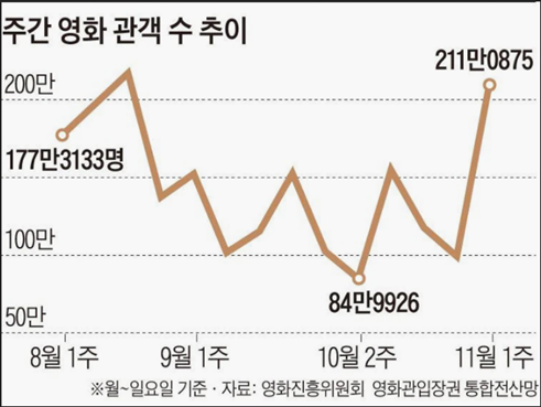 주간 영화 관객 수 추이
211만0875
200만
177만3133명
100만
84만9926
50만
8월 1주 9월 1주 10월 2주 11월 1주
※월~일요일 기준·자료: 영화진흥위원회 영화관입장권 통합전산망